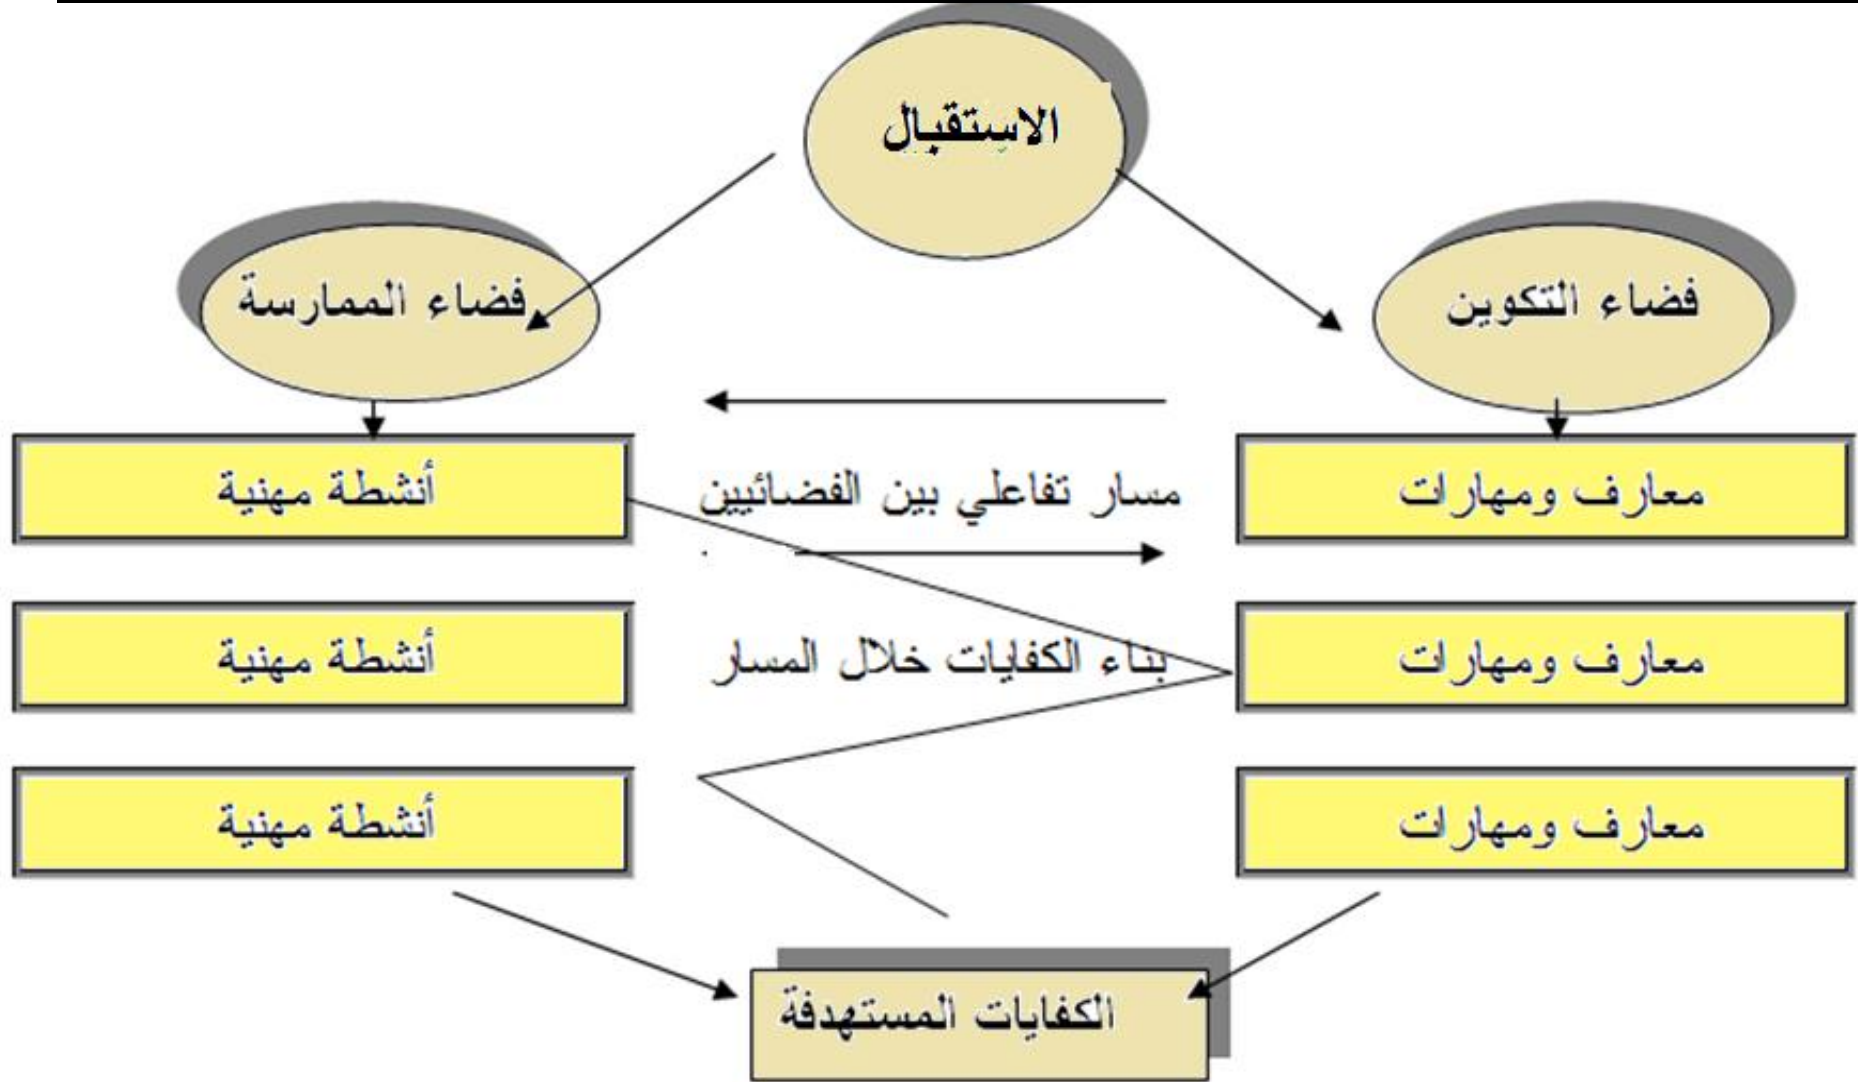 الاستقبال
فضاء التكوين
فضاء الممارسة
معارف ومهارات
مسار تفاعلي بين الفضائيين
أنشطة مهنية
معارف ومهارات
بناء الكفايات خلال المسار
أنشطة مهنية
معارف ومهارات
أنشطة مهنية
الكفايات المستهدفة